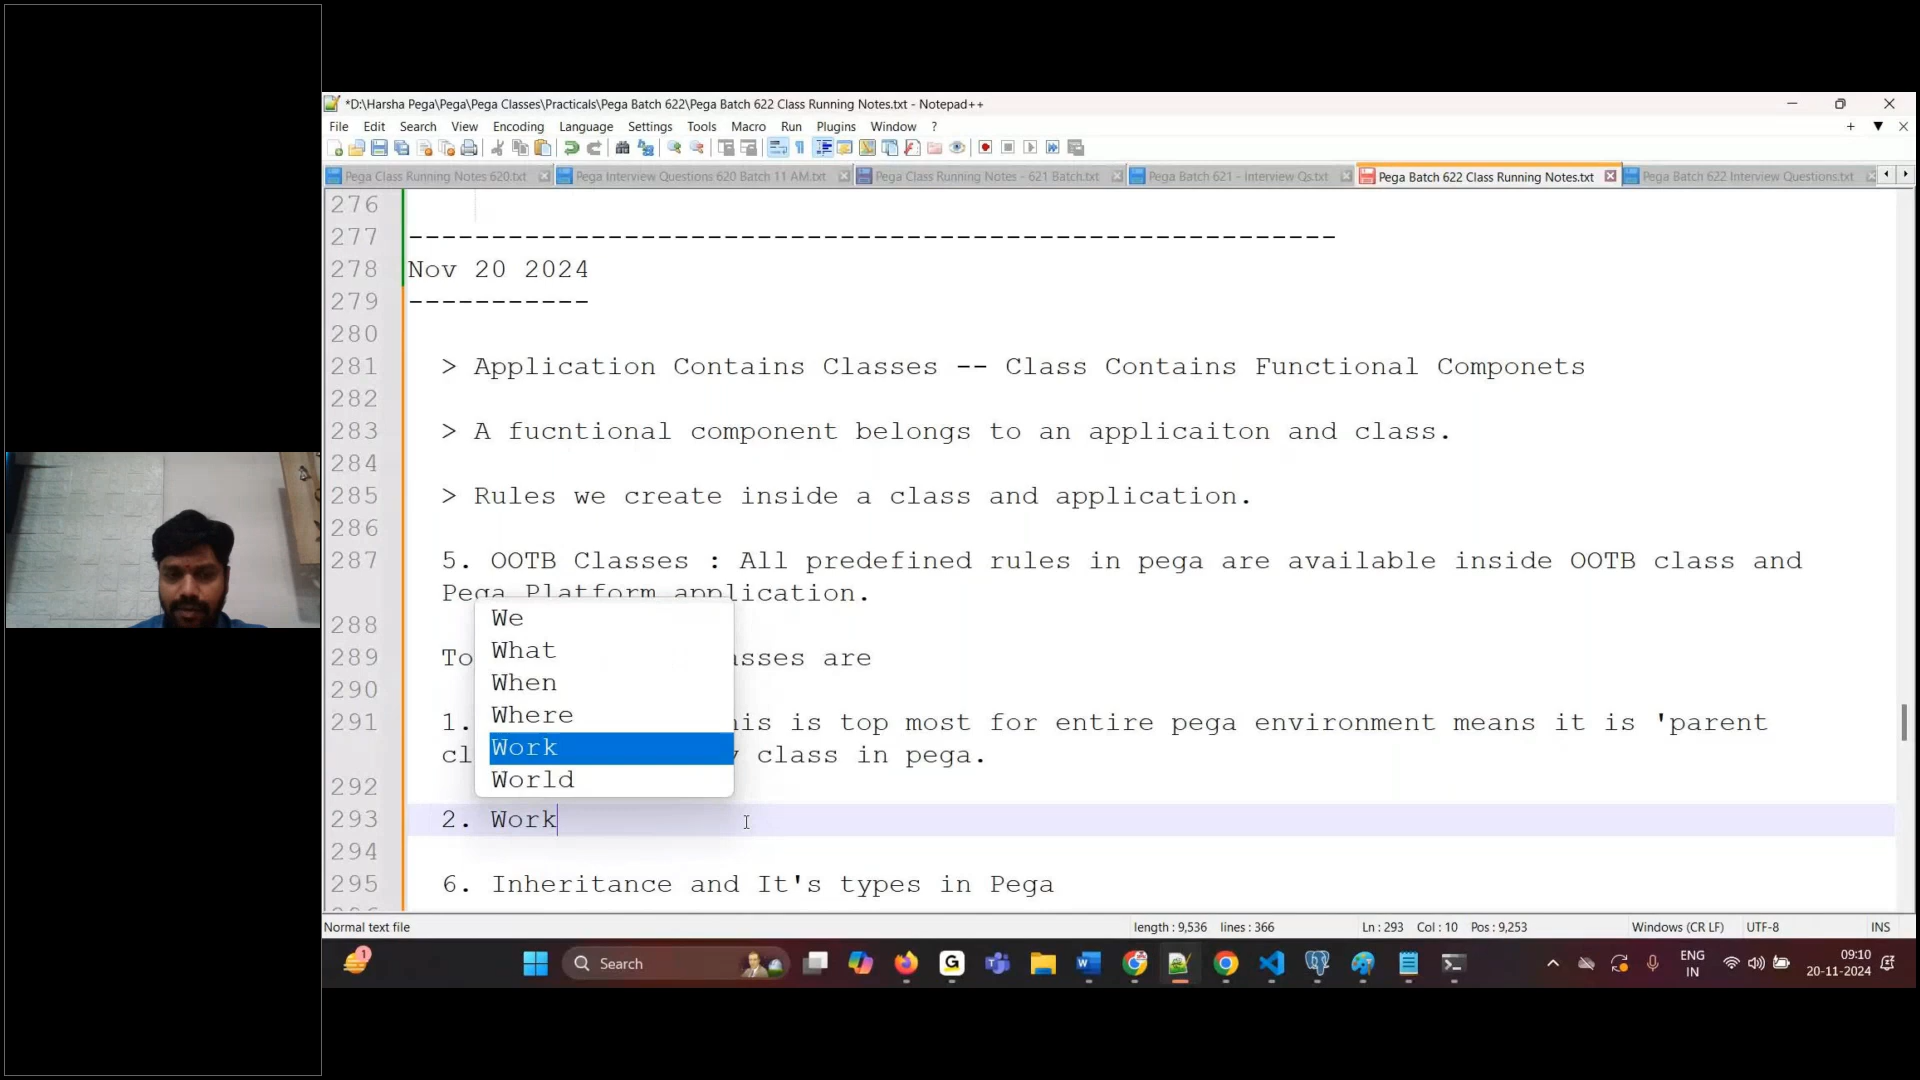 *D:\Harsha Pega\Pega\Pega Classes\Practicals\Pega Batch 622\Pega Batch 622 Class Running Notes.txt - Notepad++
File Edit Search View Encoding Language Settings Tools Macro Run Plugins Window ?
Pega Class Running Notes 620.txt Pega Interview Questions 620 Batch 11 AM.txt Pega Class Running Notes - 621 Batch.txt Pega Batch 621 - Interview Qs.txt Pega Batch 622 Class Running Notes.txt Pega Batch 622 Interview Questions.txt
276
277 --------------------------------------------------------
278 Nov 20 2024
279 -----------
280
281 > Application Contains Classes -- Class Contains Functional Componets
282
283 > A fucntional component belongs to an applicaiton and class.
284
285 > Rules we create inside a class and application.
286
287 5. OOTB Classes : All predefined rules in pega are available inside OOTB class and
Pega Platform application.
288
289 To asses are
290
291 1. his is top most for entire pega environment means it is 'parent
cl class in pega.
292
293 2. Work
294
295 6. Inheritance and It's types in Pega
We
What
When
Where
Work
World
Normal text file length : 9,536 lines : 366 Ln : 293 Col : 10 Pos : 9,253 Windows (CR LF) UTF-8 INS
1 Search ENG IN 09:10 20-11-2024